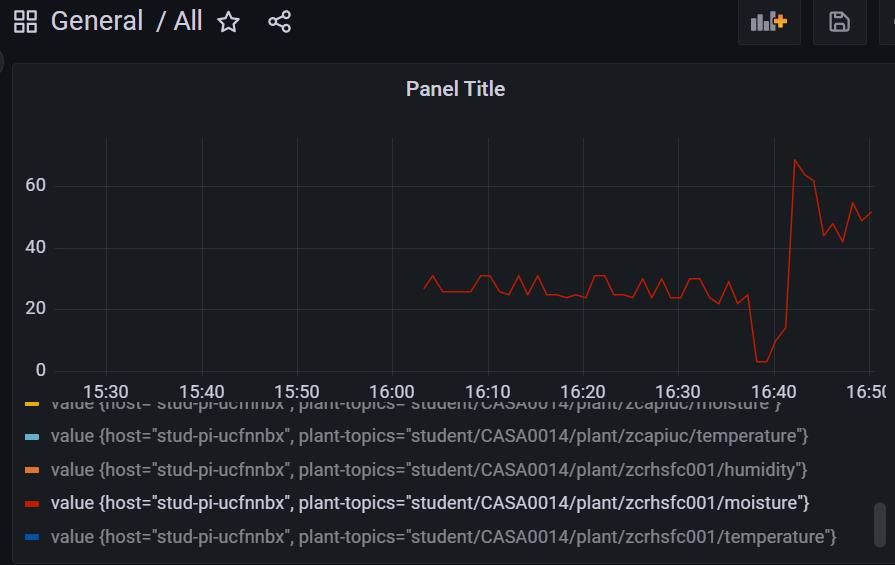 General / All
Panel Title
60
40
20
0
15:30 15:40 15:50 16:00 16:10 16:20 16:30 16:40 16:50
value {host="stud-pi-ucfnnbx", plant-topics="student/CASA0014/plant/zcapiuc/moisture"}
value {host="stud-pi-ucfnnbx", plant-topics="student/CASA0014/plant/zcapiuc/temperature"}
value {host="stud-pi-ucfnnbx", plant-topics="student/CASA0014/plant/zcrhsfc001/humidity"}
value {host="stud-pi-ucfnnbx", plant-topics="student/CASA0014/plant/zcrhsfc001/moisture"}
value {host="stud-pi-ucfnnbx", plant-topics="student/CASA0014/plant/zcrhsfc001/temperature"}